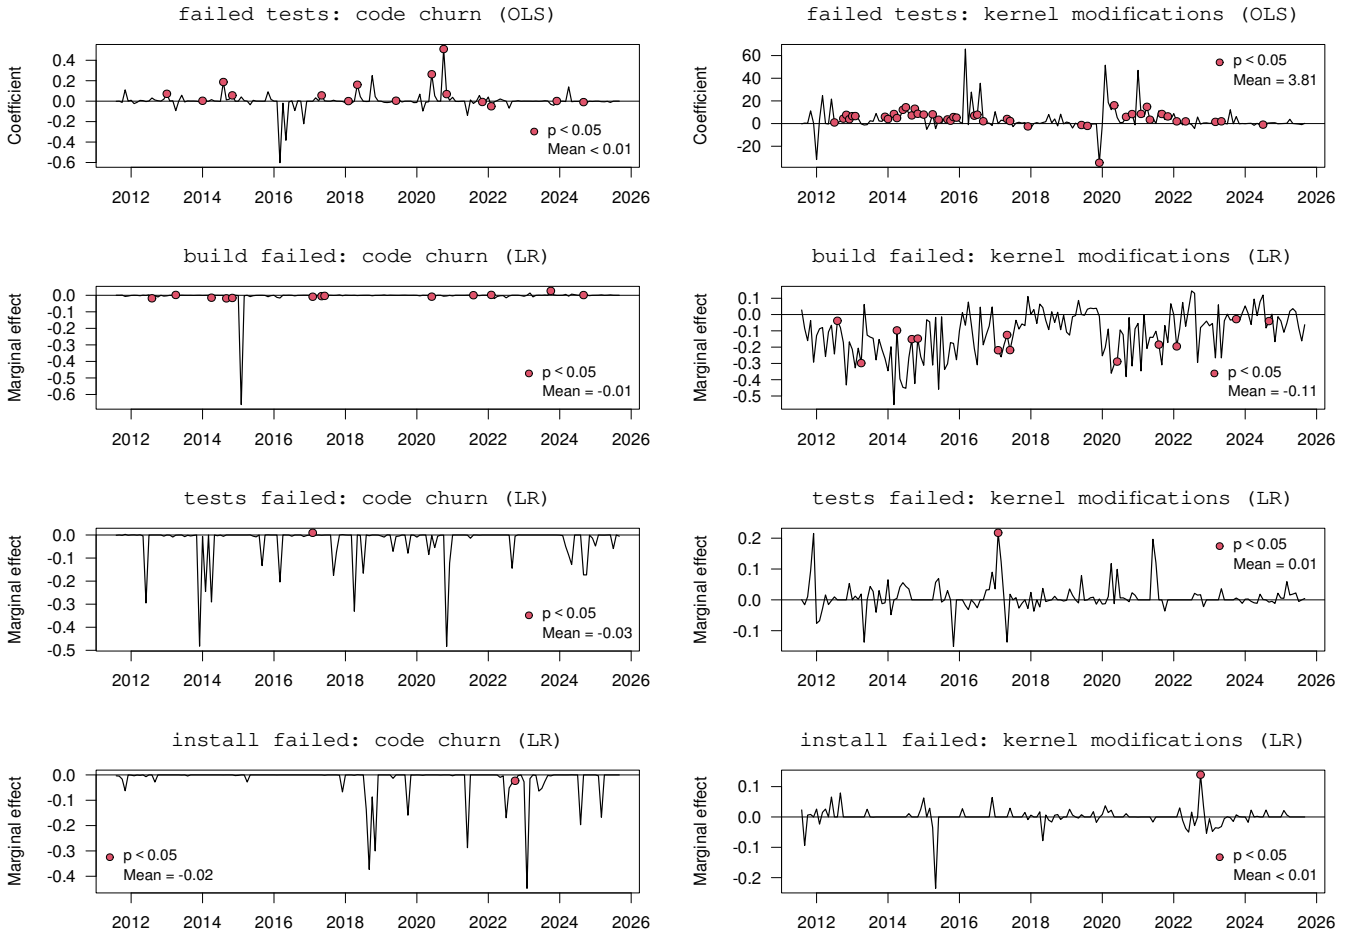 failed tests: code churn (OLS)
Coefficient
0.4
0.2
0.0
-0.2
-0.4
-0.6
p < 0.05
Mean < 0.01
2012 2014 2016 2018 2020 2022 2024 2026
failed tests: kernel modifications (OLS)
Coefficient
60
40
20
0
-20
p < 0.05
Mean = 3.81
2012 2014 2016 2018 2020 2022 2024 2026
build failed: code churn (LR)
Marginal effect
0.0
-0.1
-0.2
-0.3
-0.4
-0.5
-0.6
p < 0.05
Mean = -0.01
2012 2014 2016 2018 2020 2022 2024 2026
build failed: kernel modifications (LR)
Marginal effect
0.1
0.0
-0.1
-0.2
-0.3
-0.4
-0.5
p < 0.05
Mean = -0.11
2012 2014 2016 2018 2020 2022 2024 2026
tests failed: code churn (LR)
Marginal effect
0.0
-0.1
-0.2
-0.3
-0.4
-0.5
p < 0.05
Mean = -0.03
2012 2014 2016 2018 2020 2022 2024 2026
tests failed: kernel modifications (LR)
Marginal effect
0.2
0.1
0.0
-0.1
p < 0.05
Mean = 0.01
2012 2014 2016 2018 2020 2022 2024 2026
install failed: code churn (LR)
Marginal effect
0.0
-0.1
-0.2
-0.3
-0.4
p < 0.05
Mean = -0.02
2012 2014 2016 2018 2020 2022 2024 2026
install failed: kernel modifications (LR)
Marginal effect
0.1
0.0
-0.1
-0.2
p < 0.05
Mean < 0.01
2012 2014 2016 2018 2020 2022 2024 2026